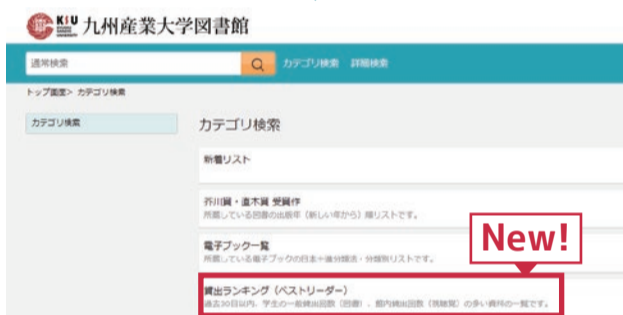 KSU 九州産業大学図書館
通常検索 カテゴリ検索 詳細検索
トップ画面> カテゴリ検索
カテゴリ検索
カテゴリ検索
新着リスト
芥川賞・直木賞 受賞作
所蔵している図書の出版年（新しい年から）順リストです。
電子ブック一覧
所蔵している電子ブックの日本十進分類法・分類別リストです。
New!
貸出ランキング（ベストリーダー）
過去30日以内、学生の一般貸出回数（図書）、館内貸出回数（視聴覚）の多い資料の一覧です。